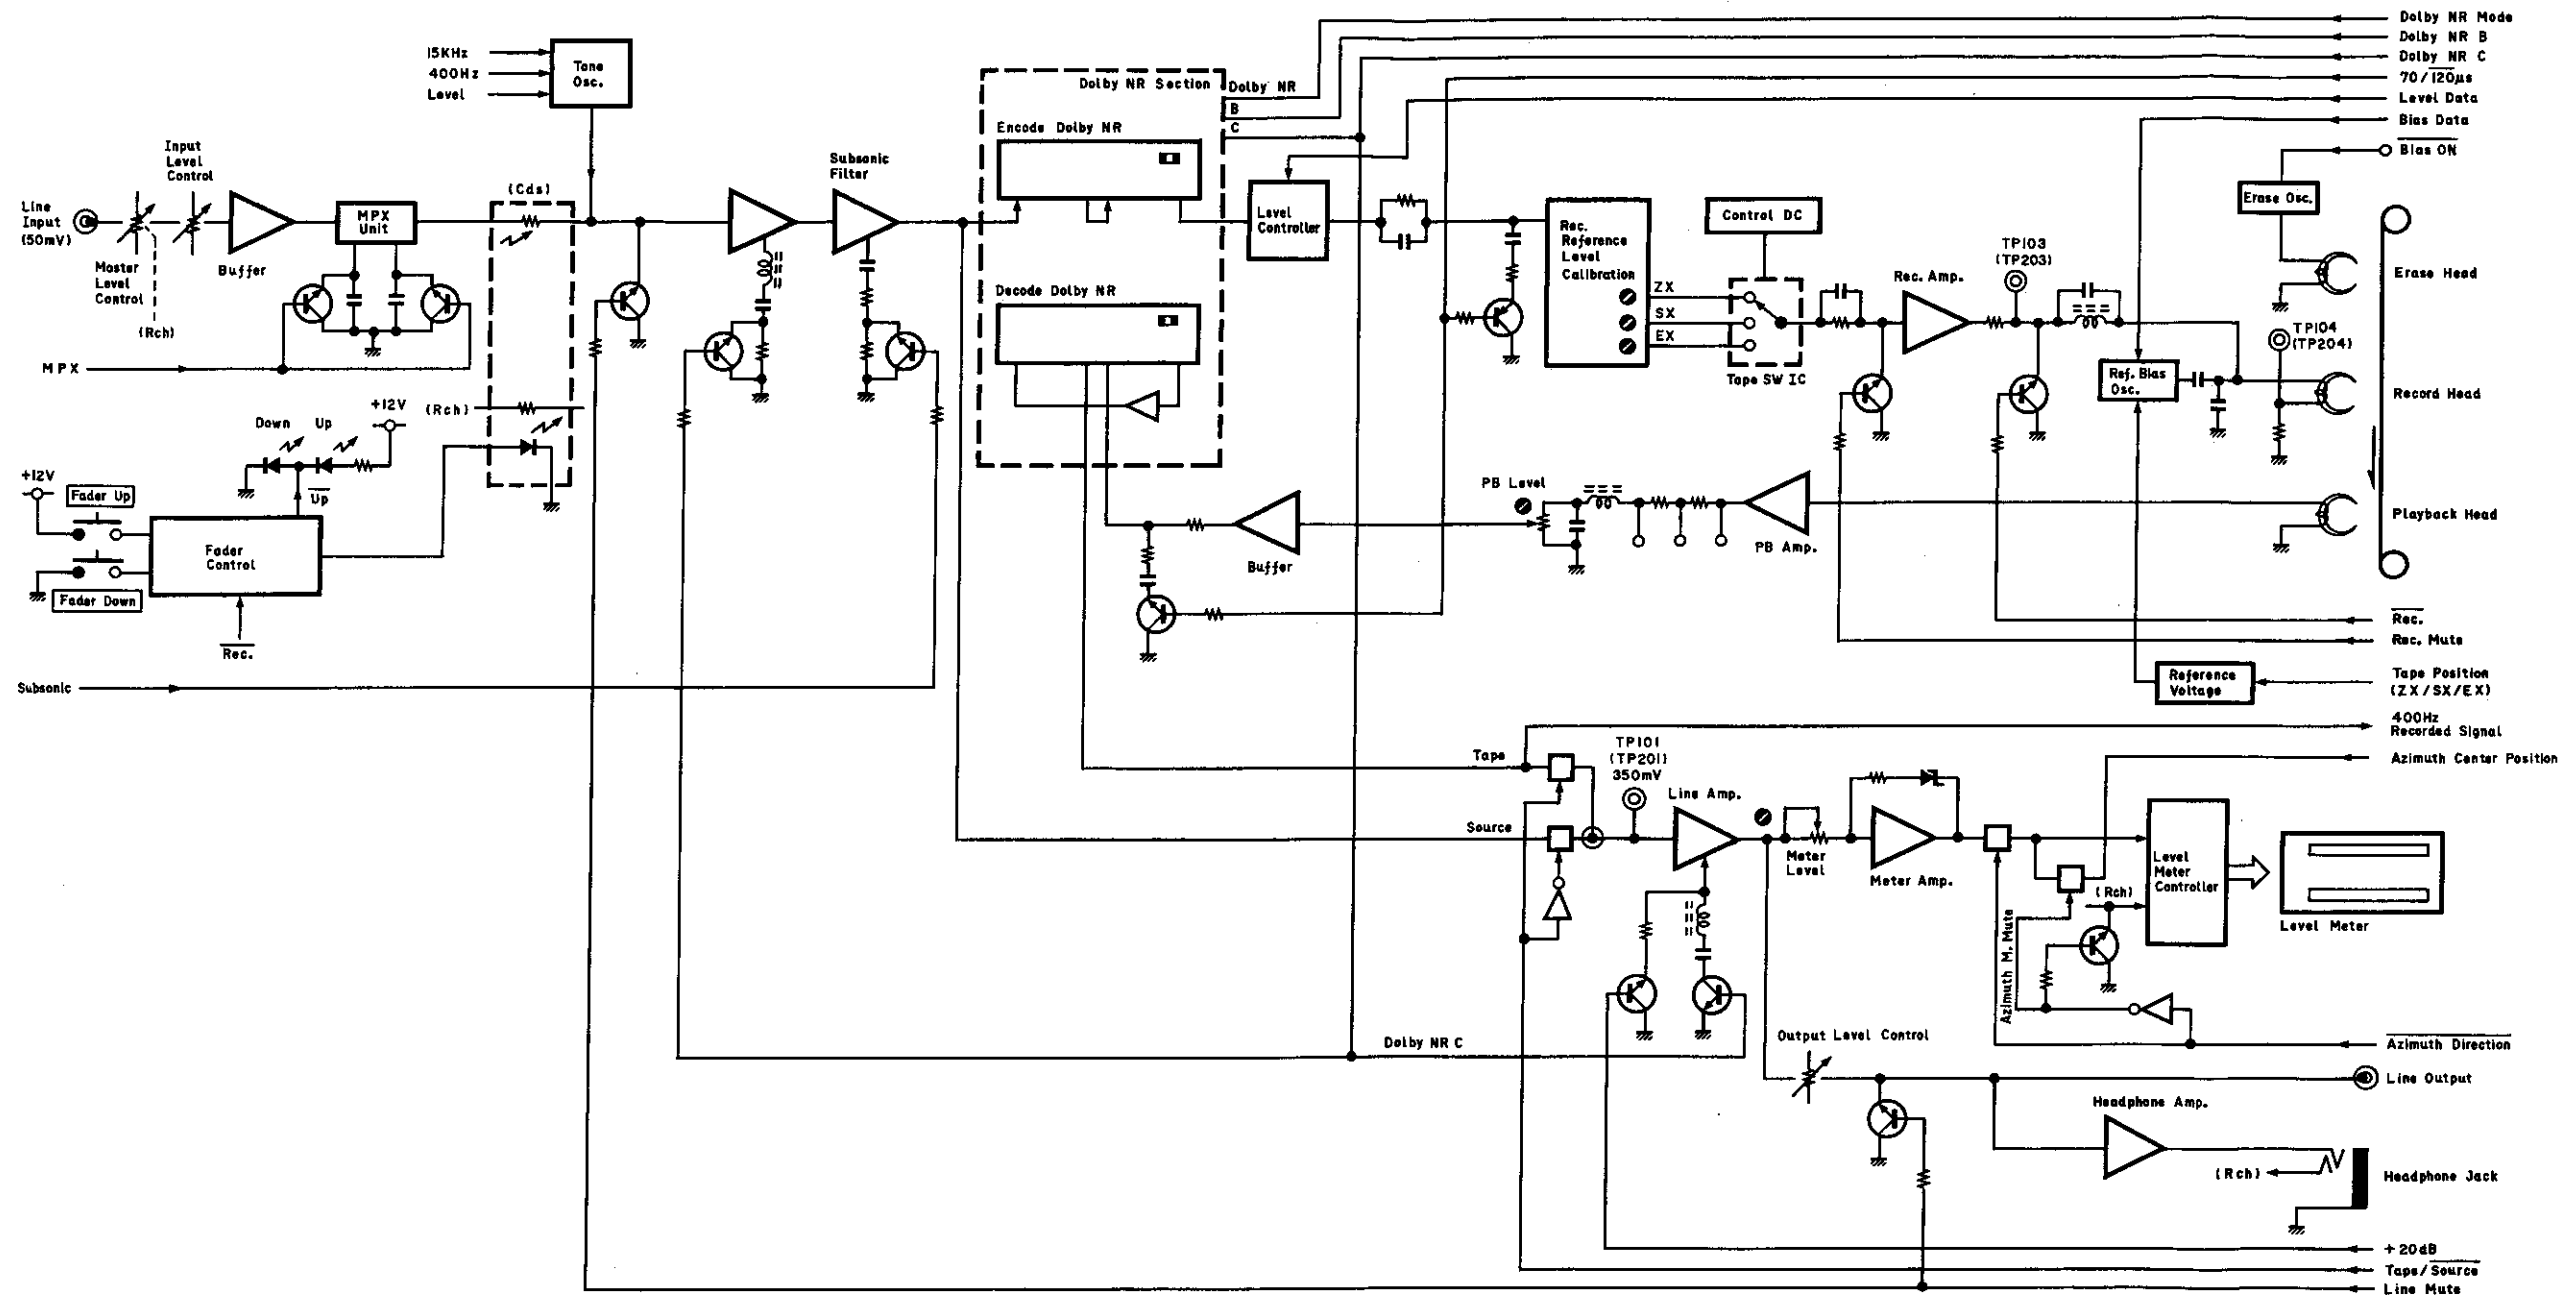 Dolby NR Mode
Dolby NR B
Dolby NR C
70/120µs
Level Data
Bias Data
Bias ON
15KHz
400Hz
Level
Tone
Osc.
Dolby NR Section
Dolby NR
B
C
Encode Dolby NR
Decode Dolby NR
Input
Level
Control
Line
Input
(50mV)
Master
Level
Control
(Rch)
Buffer
MPX
Unit
(Cds)
Subsonic
Filter
Level
Controller
Rec.
Reference
Level
Calibration
ZX
SX
EX
Control DC
Tape SW IC
Rec. Amp.
TP103
(TP203)
Erase Osc.
Erase Head
TP104
(TP204)
Ref. Bias
Osc.
Record Head
Playback Head
MPX
(Rch)
+12V
Down
Up
+12V
Up
Fader Up
Fader Down
Fader
Control
Rec.
Subsonic
PB Level
PB Amp.
Buffer
Rec.
Rec. Mute
Reference
Voltage
Tape Position
(ZX/SX/EX)
400Hz
Recorded Signal
Azimuth Center Position
Tape
TP101
(TP201)
350mV
Source
Line Amp.
Meter
Level
Meter Amp.
Level
Meter
Controller
(Rch)
Level Meter
Azimuth M. Mute
Azimuth Direction
Dolby NR C
Output Level Control
Line Output
Headphone Amp.
(Rch)
Headphone Jack
+20dB
Tape/Source
Line Mute